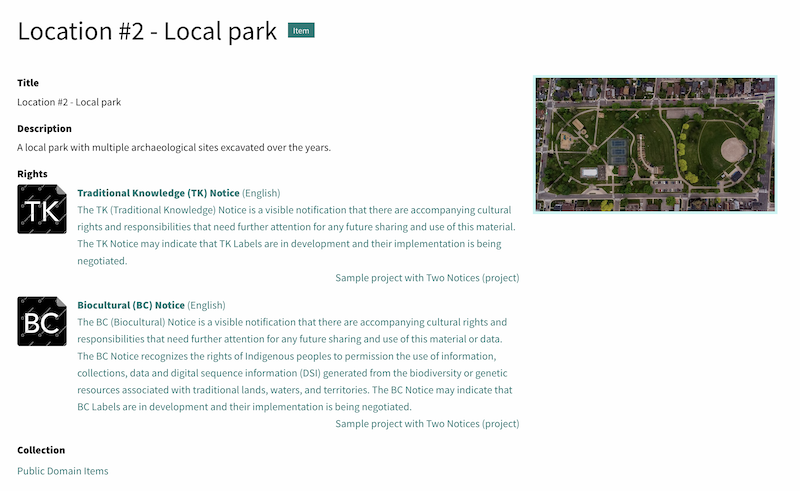 Location #2 - Local park Item
Title
Location #2 - Local park
Description
A local park with multiple archaeological sites excavated over the years.
Rights
TK
Traditional Knowledge (TK) Notice (English)
The TK (Traditional Knowledge) Notice is a visible notification that there are accompanying cultural
rights and responsibilities that need further attention for any future sharing and use of this material.
The TK Notice may indicate that TK Labels are in development and their implementation is being
negotiated.
Sample project with Two Notices (project)
BC
Biocultural (BC) Notice (English)
The BC (Biocultural) Notice is a visible notification that there are accompanying cultural rights and
responsibilities that need further attention for any future sharing and use of this material or data.
The BC Notice recognizes the rights of Indigenous peoples to permission the use of information,
collections, data and digital sequence information (DSI) generated from the biodiversity or genetic
resources associated with traditional lands, waters, and territories. The BC Notice may indicate that
BC Labels are in development and their implementation is being negotiated.
Sample project with Two Notices (project)
Collection
Public Domain Items